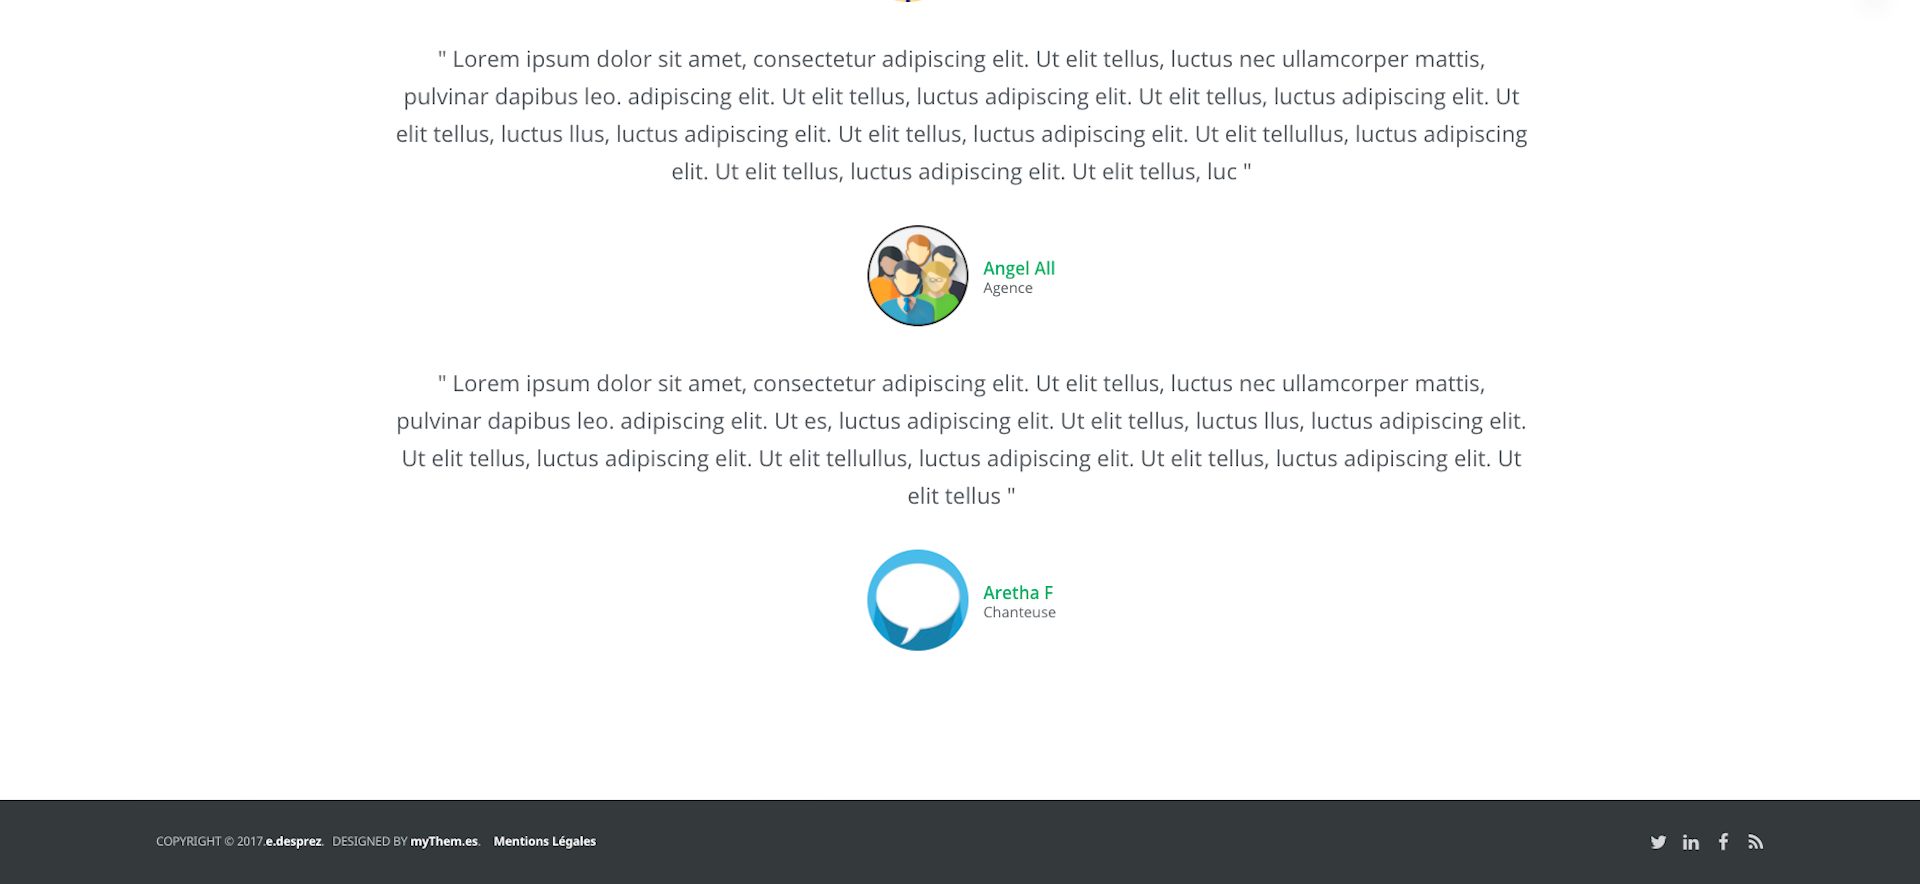 " Lorem ipsum dolor sit amet, consectetur adipiscing elit. Ut elit tellus, luctus nec ullamcorper mattis,
pulvinar dapibus leo. adipiscing elit. Ut elit tellus, luctus adipiscing elit. Ut elit tellus, luctus adipiscing elit. Ut
elit tellus, luctus llus, luctus adipiscing elit. Ut elit tellus, luctus adipiscing elit. Ut elit tellullus, luctus adipiscing
elit. Ut elit tellus, luctus adipiscing elit. Ut elit tellus, luc "
Angel All
Agence
" Lorem ipsum dolor sit amet, consectetur adipiscing elit. Ut elit tellus, luctus nec ullamcorper mattis,
pulvinar dapibus leo. adipiscing elit. Ut es, luctus adipiscing elit. Ut elit tellus, luctus llus, luctus adipiscing elit.
Ut elit tellus, luctus adipiscing elit. Ut elit tellullus, luctus adipiscing elit. Ut elit tellus, luctus adipiscing elit. Ut
elit tellus "
Aretha F
Chanteuse
COPYRIGHT © 2017.e.desprez. DESIGNED BY myThem.es. Mentions Légales